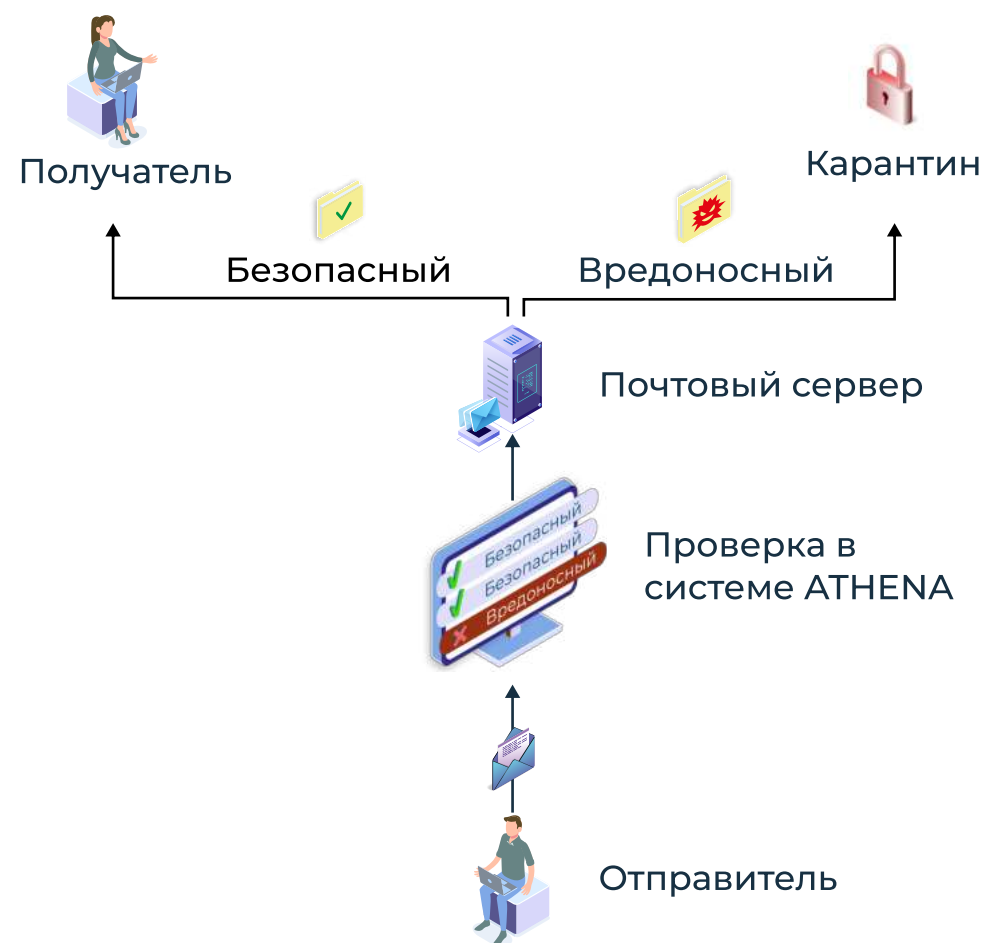 Получатель
Карантин
Безопасный
Вредоносный
Почтовый сервер
Безопасный
Безопасный
Вредоносный
Проверка в
системе ATHENA
Отправитель